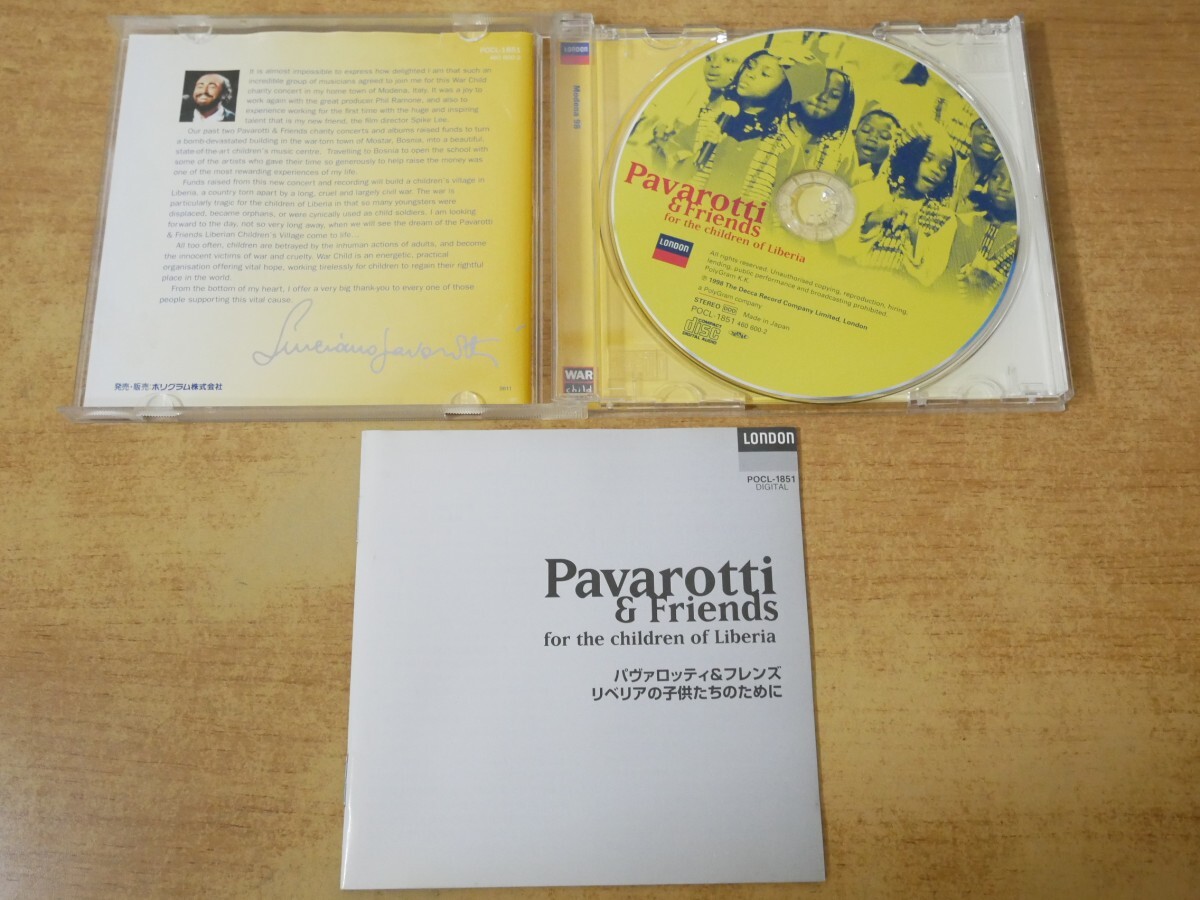 POCL-1851
It is almost impossible to express how delighted I am that such an
incredible group of musicians agreed to join me for this War Child
charity concert in my home town of Modena, Italy. It was a joy to
work again with the great producer Phil Ramone, and also to
experience working for the first time with the huge and inspiring
talent that is my new friend, the film director Spike Lee.
Our past two Pavarotti & Friends charity concerts and albums raised funds to turn
a bomb-devastated building in the war-torn town of Mostar, Bosnia, into a beautiful,
state-of-the-art children's music centre. Travelling to Bosnia to open the school with
some of the artists who gave their time so generously to help raise the money was
one of the most rewarding experiences of my life.
Funds raised from this new concert and recording will build a children's village in
Liberia, a country torn apart by a long, cruel and largely civil war. The war is
particularly tragic for the children of Liberia in that so many youngsters were
displaced, became orphans, or were cynically used as child soldiers. I am looking
forward to the day, not so very long away, when we will see the dream of the Pavarotti
& Friends Liberian Children's Village come to life...
All too often, children are betrayed by the inhuman actions of adults, and become
the innocent victims of war and cruelty. War Child is an energetic, practical
organisation offering vital hope, working tirelessly for children to regain their rightful
place in the world.
From the bottom of my heart, I offer a very big thank-you to every one of those
people supporting this vital cause.
Luciano Pavarotti
発売・販売:ポリグラム株式会社
LONDON
WAR
child
Pavarotti
& Friends
for the children of Liberia
LONDON
All rights reserved. Unauthorised copying, reproduction, hiring,
lending, public performance and broadcasting prohibited.
PolyGram K.K.
℗ 1998 The Decca Record Company Limited, London
a PolyGram company
STEREO DDD Made in Japan
POCL-1851 460 600-2
COMPACT
disc
DIGITAL AUDIO
LONDON
POCL-1851
DIGITAL
Pavarotti
& Friends
for the children of Liberia
パヴァロッティ&フレンズ
リベリアの子供たちのために